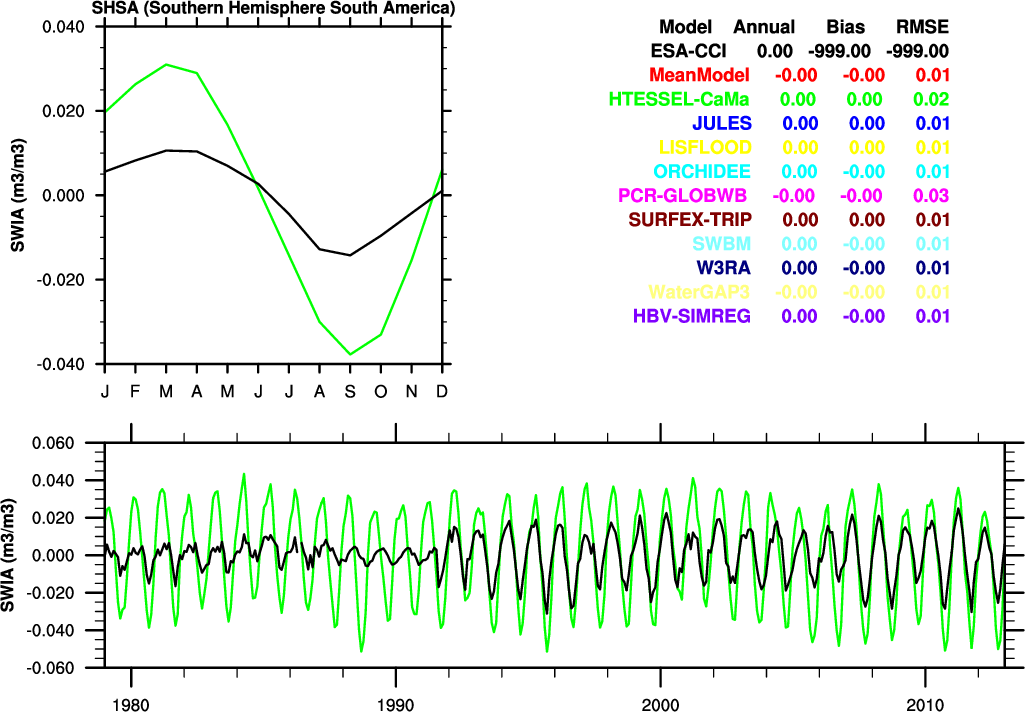 SHSA (Southern Hemisphere South America)
0.040
0.020
0.000
-0.020
-0.040
SWIA (m3/m3)
J F M A M J J A S O N D
Model Annual Bias RMSE
ESA-CCI 0.00 -999.00 -999.00
MeanModel -0.00 -0.00 0.01
HTESSEL-CaMa 0.00 0.00 0.02
JULES 0.00 0.00 0.01
LISFLOOD 0.00 0.00 0.01
ORCHIDEE 0.00 -0.00 0.01
PCR-GLOBWB -0.00 -0.00 0.03
SURFEX-TRIP 0.00 0.00 0.01
SWBM 0.00 -0.00 0.01
W3RA 0.00 -0.00 0.01
WaterGAP3 -0.00 -0.00 0.01
HBV-SIMREG 0.00 -0.00 0.01
0.060
0.040
0.020
0.000
-0.020
-0.040
-0.060
SWIA (m3/m3)
1980 1990 2000 2010